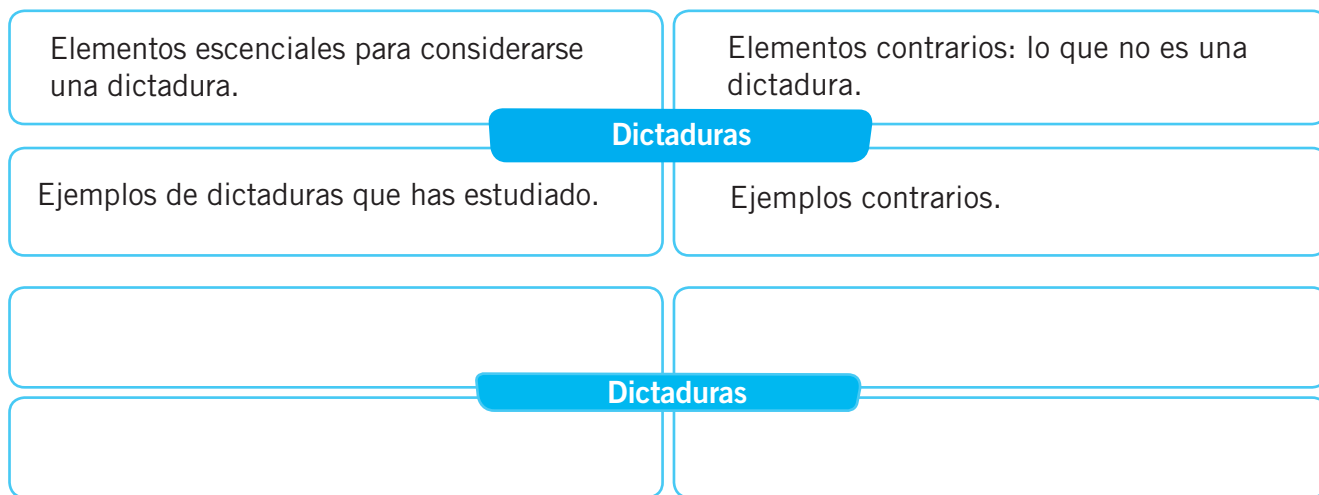 Elementos escenciales para considerarse
una dictadura.
Elementos contrarios: lo que no es una
dictadura.
Dictaduras
Ejemplos de dictaduras que has estudiado.
Ejemplos contrarios.
Dictaduras